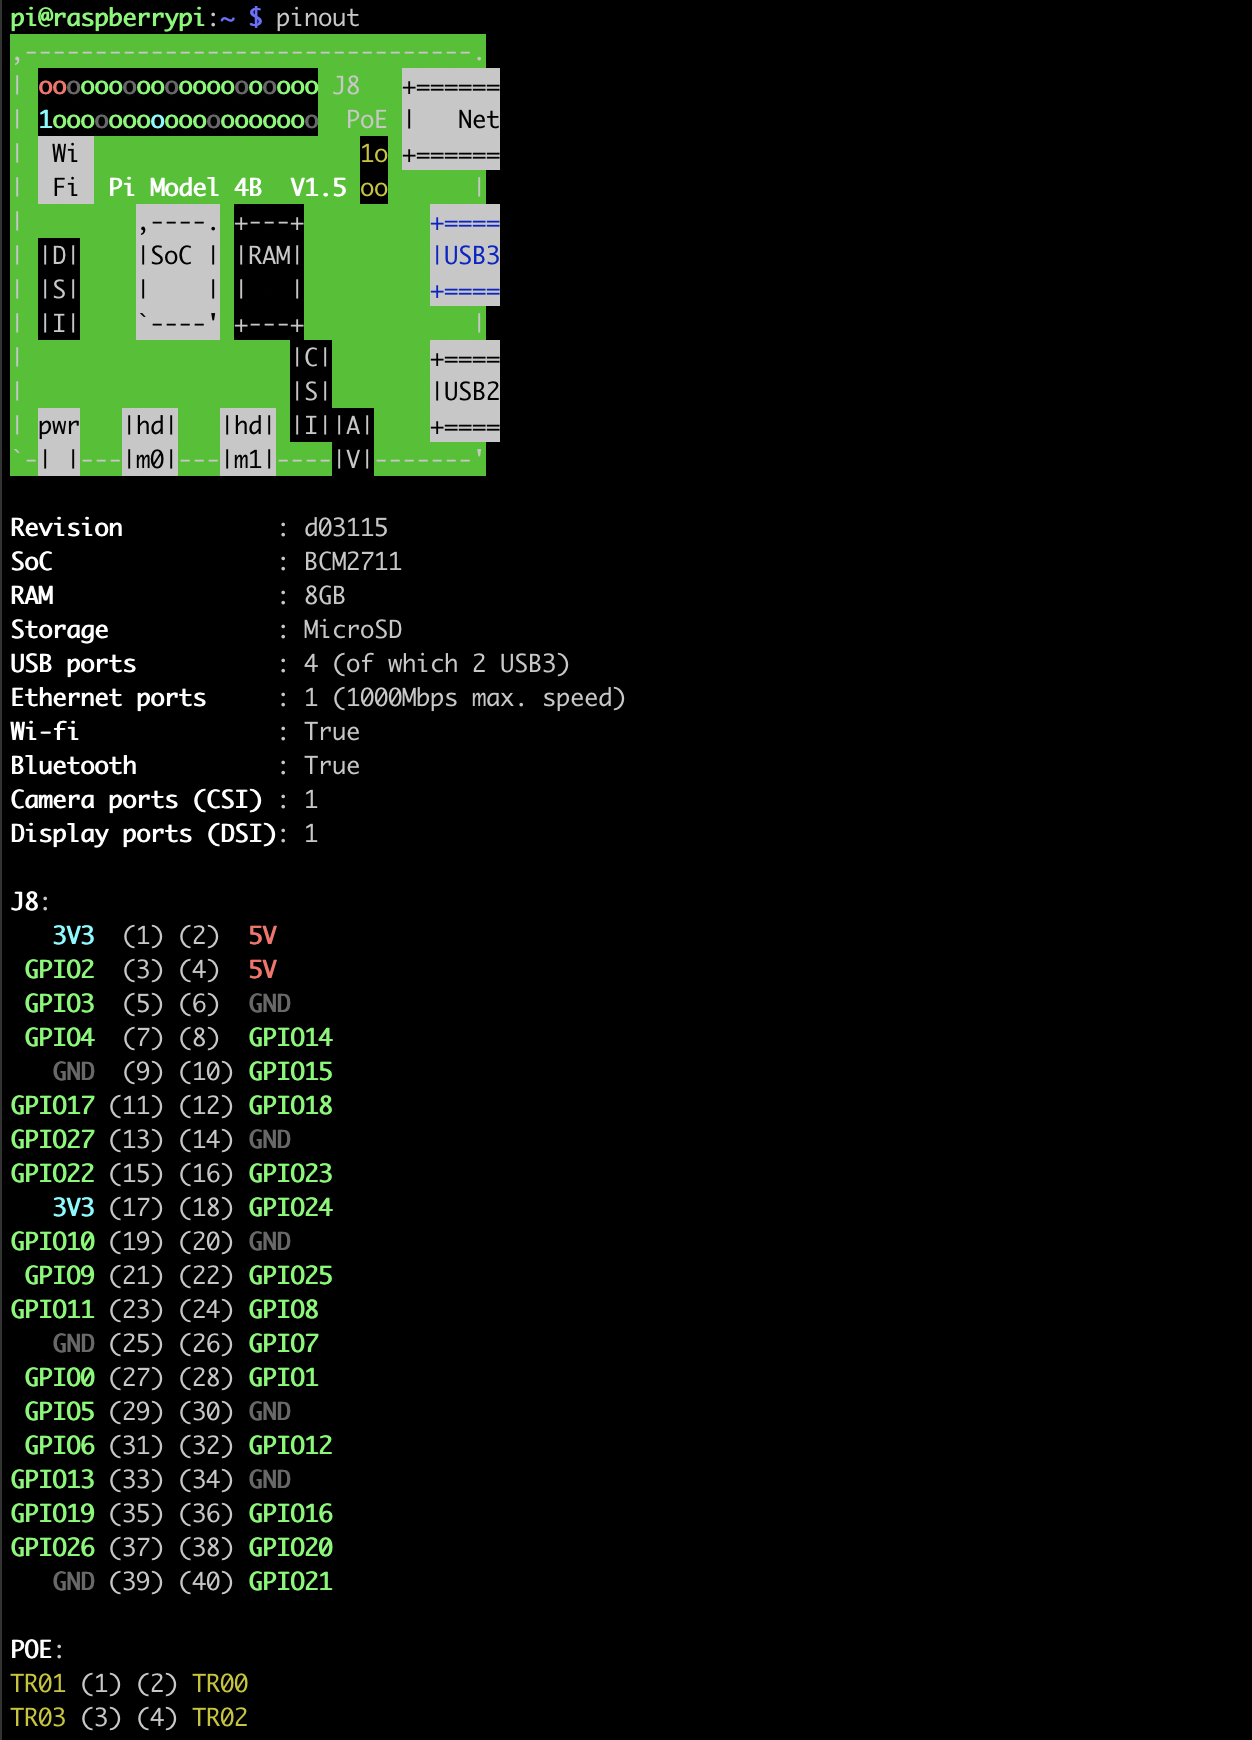 pi@raspberrypi:~ $ pinout
,--------------------------------.
| oooooooooooooooooooo J8   +======
| 1ooooooooooooooooooo  PoE |   Net
|  Wi                    1o +======
|  Fi  Pi Model 4B  V1.5 oo      |
|        ,----. +---+         +====
| |D|    |SoC | |RAM|         |USB3
| |S|    |    | |   |         +====
| |I|    `----' +---+            |
|                   |C|       +====
|                   |S|       |USB2
| pwr   |hd|   |hd| |I||A|    +====
`-| |---|m0|---|m1|----|V|-------'
Revision           : d03115
SoC                : BCM2711
RAM                : 8GB
Storage            : MicroSD
USB ports          : 4 (of which 2 USB3)
Ethernet ports     : 1 (1000Mbps max. speed)
Wi-fi              : True
Bluetooth          : True
Camera ports (CSI) : 1
Display ports (DSI): 1
J8:
   3V3  (1) (2)  5V
 GPIO2  (3) (4)  5V
 GPIO3  (5) (6)  GND
 GPIO4  (7) (8)  GPIO14
   GND  (9) (10) GPIO15
GPIO17 (11) (12) GPIO18
GPIO27 (13) (14) GND
GPIO22 (15) (16) GPIO23
   3V3 (17) (18) GPIO24
GPIO10 (19) (20) GND
 GPIO9 (21) (22) GPIO25
GPIO11 (23) (24) GPIO8
   GND (25) (26) GPIO7
 GPIO0 (27) (28) GPIO1
 GPIO5 (29) (30) GND
 GPIO6 (31) (32) GPIO12
GPIO13 (33) (34) GND
GPIO19 (35) (36) GPIO16
GPIO26 (37) (38) GPIO20
   GND (39) (40) GPIO21
POE:
TR01 (1) (2) TR00
TR03 (3) (4) TR02